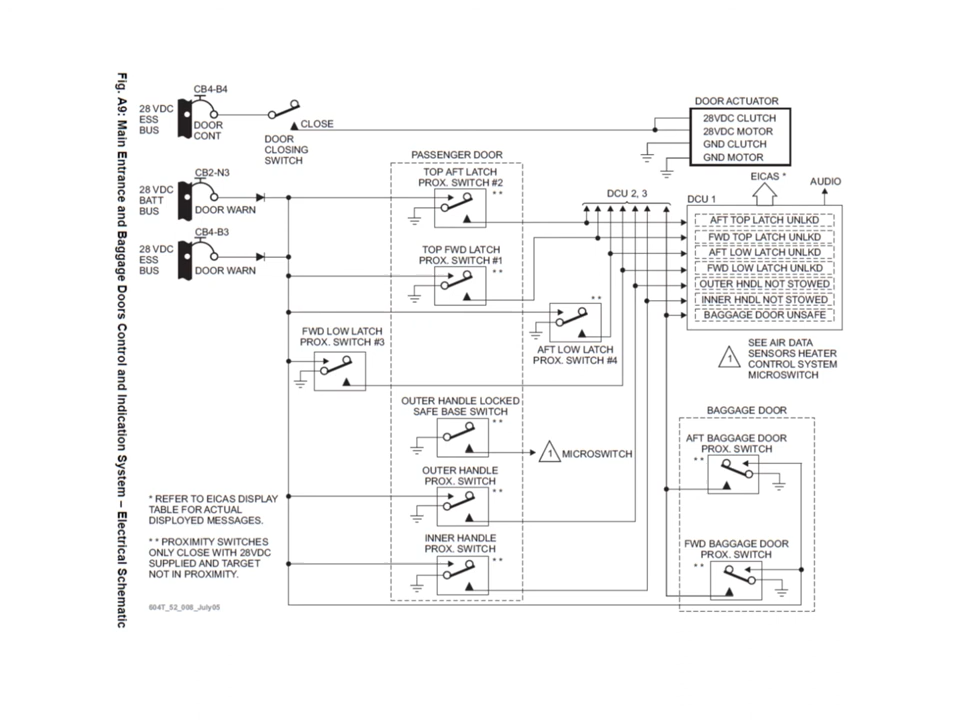 Fig. A9: Main Entrance and Baggage Doors Control and Indication System – Electrical Schematic
CB4-B4
28 VDC
ESS
BUS
DOOR
CONT
CLOSE
DOOR
CLOSING
SWITCH
DOOR ACTUATOR
28VDC CLUTCH
28VDC MOTOR
GND CLUTCH
GND MOTOR
CB2-N3
28 VDC
BATT
BUS
DOOR WARN
CB4-B3
28 VDC
ESS
BUS
DOOR WARN
PASSENGER DOOR
TOP AFT LATCH
PROX. SWITCH #2
* *
TOP FWD LATCH
PROX. SWITCH #1
* *
FWD LOW LATCH
PROX. SWITCH #3
* *
AFT LOW LATCH
PROX. SWITCH #4
OUTER HANDLE LOCKED
SAFE BASE SWITCH
* *
1
MICROSWITCH
OUTER HANDLE
PROX. SWITCH
* *
INNER HANDLE
PROX. SWITCH
* *
DCU 2, 3
EICAS *
AUDIO
DCU 1
AFT TOP LATCH UNLKD
FWD TOP LATCH UNLKD
AFT LOW LATCH UNLKD
FWD LOW LATCH UNLKD
OUTER HNDL NOT STOWED
INNER HNDL NOT STOWED
BAGGAGE DOOR UNSAFE
1
SEE AIR DATA
SENSORS HEATER
CONTROL SYSTEM
MICROSWITCH
BAGGAGE DOOR
AFT BAGGAGE DOOR
PROX. SWITCH
* *
FWD BAGGAGE DOOR
PROX. SWITCH
* *
* REFER TO EICAS DISPLAY
TABLE FOR ACTUAL
DISPLOYED MESSAGES.
* * PROXIMITY SWITCHES
ONLY CLOSE WITH 28VDC
SUPPLIED AND TARGET
NOT IN PROXIMITY.
604T_52_008_July05